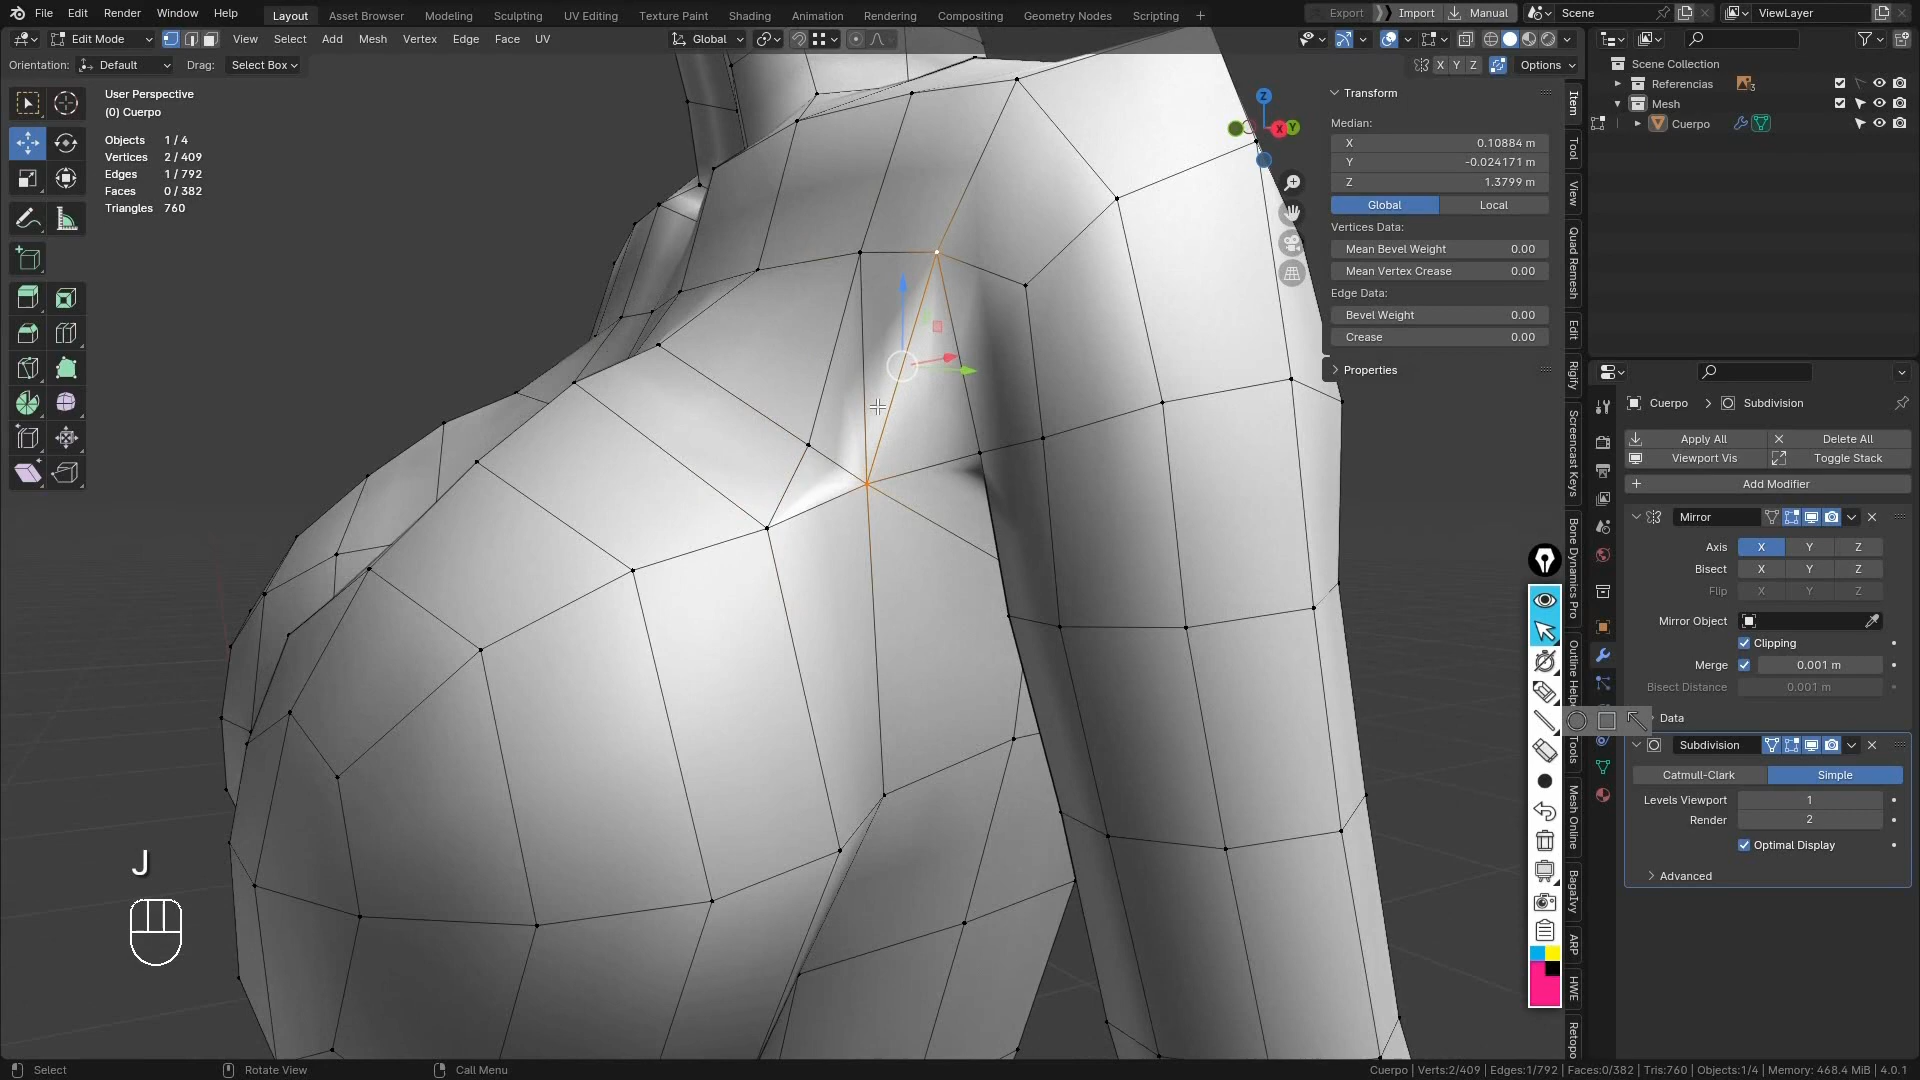 File Edit Render Window Help
Layout Asset Browser Modeling Sculpting UV Editing Texture Paint Shading Animation Rendering Compositing Geometry Nodes Scripting
Export Import Manual Scene ViewLayer
Edit Mode View Select Add Mesh Vertex Edge Face UV Global
Orientation: Default Drag: Select Box
X Y Z Options
User Perspective
(0) Cuerpo
Objects 1 / 4
Vertices 2 / 409
Edges 1 / 792
Faces 0 / 382
Triangles 760
Z
X Y
J
Transform
Median:
X 0.10884 m
Y -0.024171 m
Z 1.3799 m
Global Local
Vertices Data:
Mean Bevel Weight 0.00
Mean Vertex Crease 0.00
Edge Data:
Bevel Weight 0.00
Crease 0.00
Properties
Item
Tool
View
Quad Remesh
Edit
Rigify
Screencast Keys
Bone Dynamics Pro
Outline Helpe
Tools
Mesh Online
Bagalvy
ARP
HWE
Retopo
Scene Collection
Referencias 3
Mesh
Cuerpo
Cuerpo Subdivision
Apply All Delete All
Viewport Vis Toggle Stack
Add Modifier
Mirror
Axis X Y Z
Bisect X Y Z
Flip X Y Z
Mirror Object
Clipping
Merge 0.001 m
Bisect Distance 0.001 m
Data
Subdivision
Catmull-Clark Simple
Levels Viewport 1
Render 2
Optimal Display
Advanced
Select Rotate View Call Menu
Cuerpo | Verts:2/409 | Edges:1/792 | Faces:0/382 | Tris:760 | Objects:1/4 | Memory: 468.4 MiB | 4.0.1